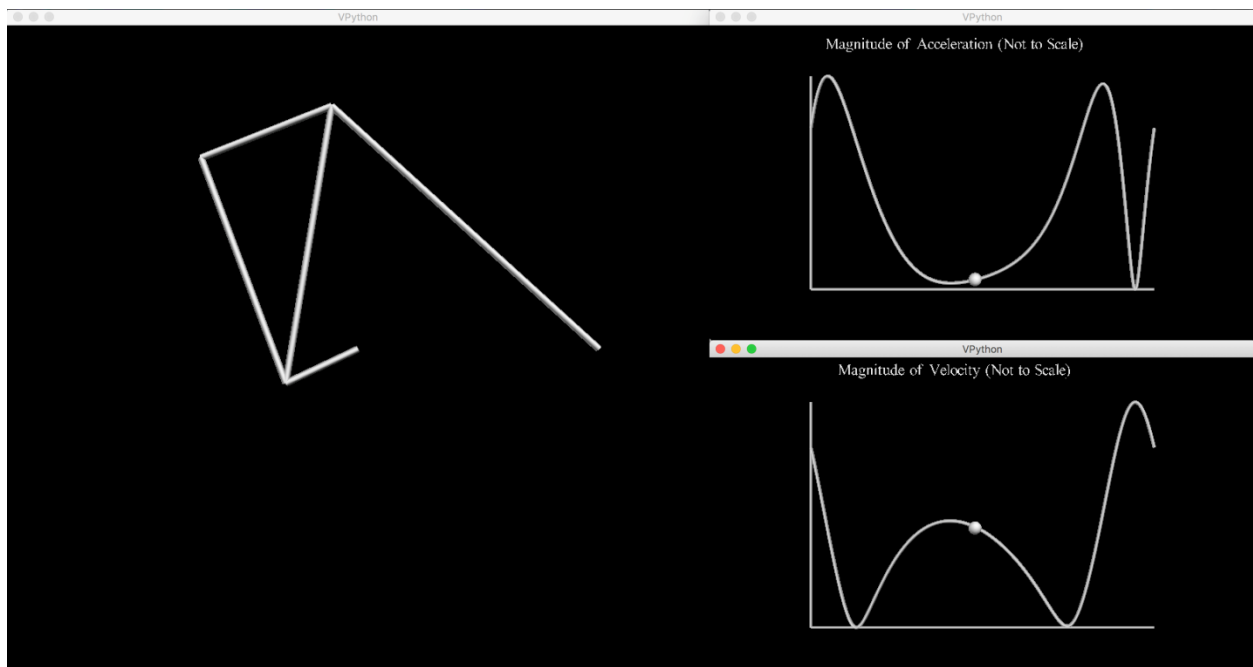 VPython
VPython
Magnitude of Acceleration (Not to Scale)
VPython
Magnitude of Velocity (Not to Scale)